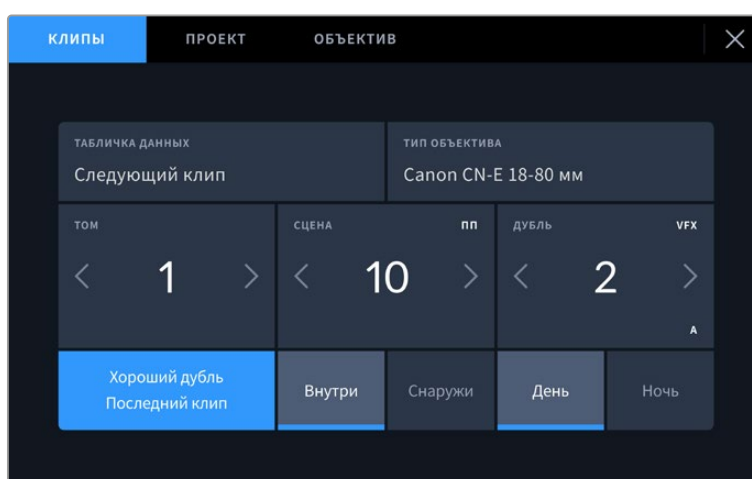 КЛИПЫ ПРОЕКТ ОБЪЕКТИВ
ТАБЛИЧКА ДАННЫХ ТИП ОБЪЕКТИВА
Следующий клип Canon CN-E 18-80 мм
ТОМ СЦЕНА ПП ДУБЛЬ VFX
1 10 2
A
Хороший дубль
Последний клип
Внутри Снаружи День Ночь